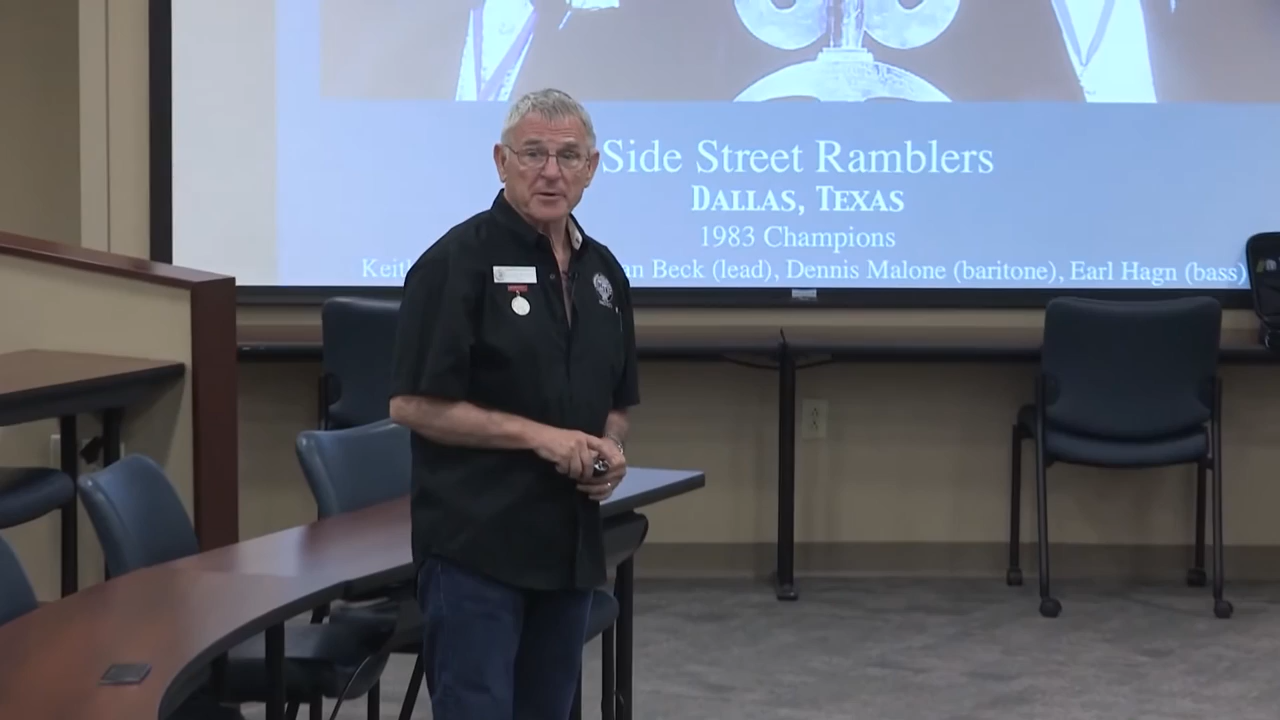 Side Street Ramblers
DALLAS, TEXAS
1983 Champions
Keith an Beck (lead), Dennis Malone (baritone), Earl Hagn (bass)